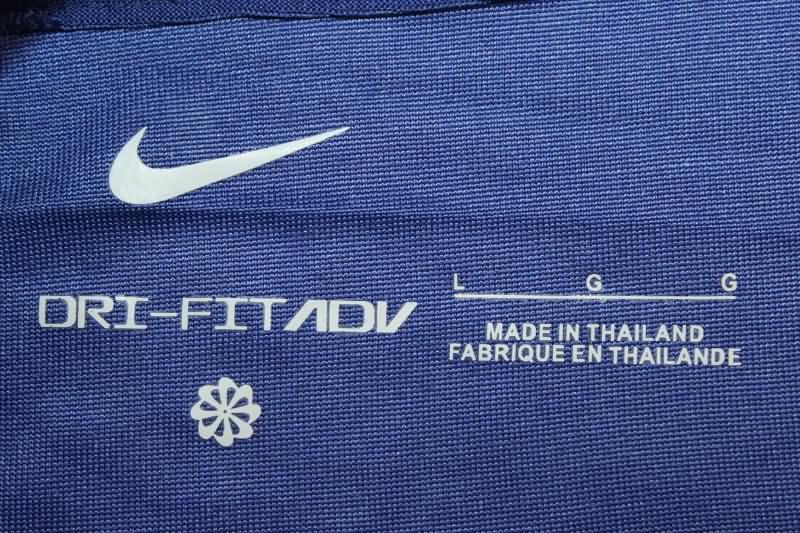 DRI-FIT ADV
L G G
MADE IN THAILAND
FABRIQUE EN THAILANDE